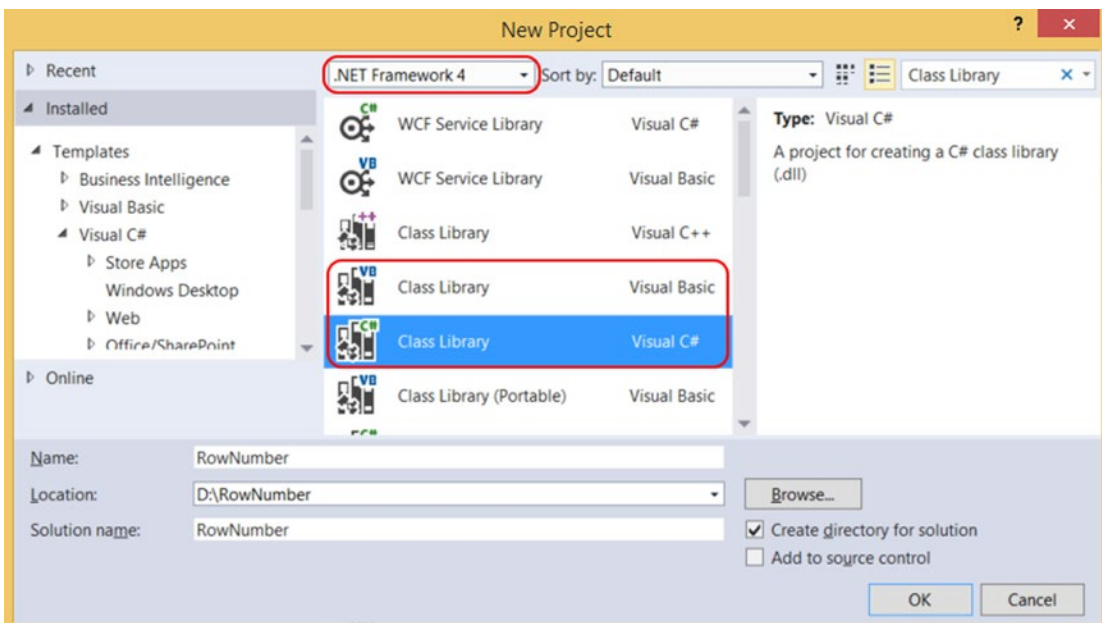 New Project
? ×
Recent
.NET Framework 4 Sort by: Default Class Library ×
Installed
Templates
Business Intelligence
Visual Basic
Visual C#
Store Apps
Windows Desktop
Web
Office/SharePoint
Online
C# WCF Service Library Visual C#
VB WCF Service Library Visual Basic
++ Class Library Visual C++
VB Class Library Visual Basic
C# Class Library Visual C#
VB Class Library (Portable) Visual Basic
C#
Type: Visual C#
A project for creating a C# class library
(.dll)
Name: RowNumber
Location: D:\RowNumber Browse...
Solution name: RowNumber
Create directory for solution
Add to source control
OK Cancel